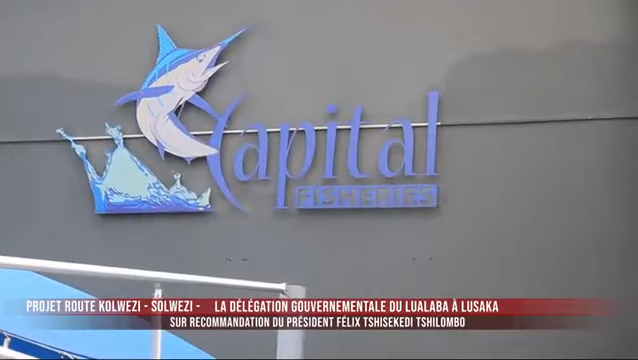 Capital
FISHERIES
PROJET ROUTE KOLWEZI - SOLWEZI - LA DÉLÉGATION GOUVERNEMENTALE DU LUALABA À LUSAKA
SUR RECOMMANDATION DU PRÉSIDENT FÉLIX TSHISEKEDI TSHILOMBO